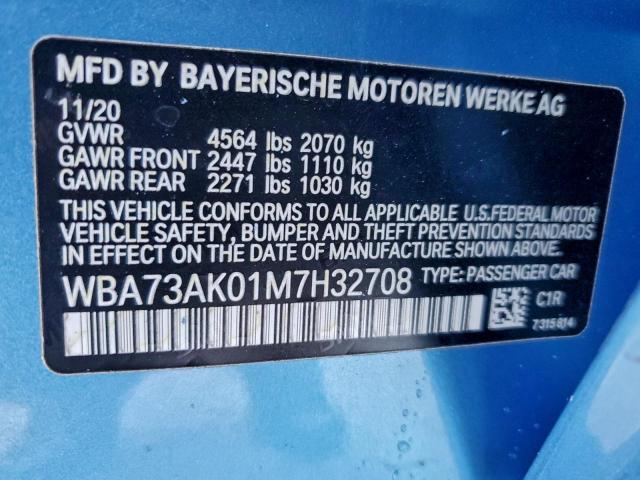 MFD BY BAYERISCHE MOTOREN WERKE AG
11/20
GVWR 4564 lbs 2070 kg
GAWR FRONT 2447 lbs 1110 kg
GAWR REAR 2271 lbs 1030 kg
THIS VEHICLE CONFORMS TO ALL APPLICABLE U.S.FEDERAL MOTOR
VEHICLE SAFETY, BUMPER AND THEFT PREVENTION STANDARDS
IN EFFECT ON THE DATE OF MANUFACTURE SHOWN ABOVE.
WBA73AK01M7H32708 TYPE: PASSENGER CAR
C1R
7315814